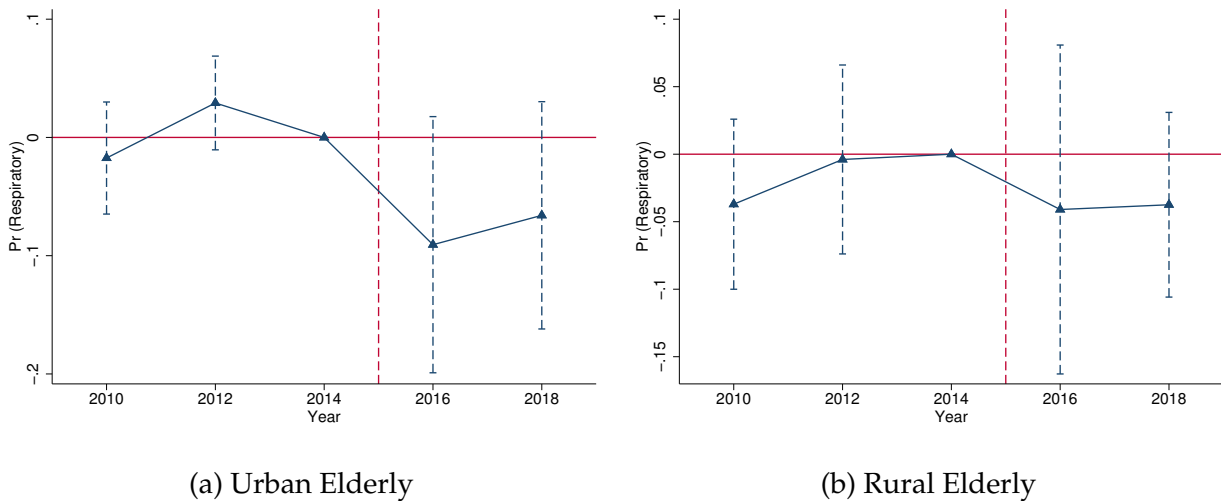 .1
0
-.1
-.2
Pr (Respiratory)
2010 2012 2014 2016 2018
Year
(a) Urban Elderly
.1
.05
0
-.05
-.1
-.15
Pr (Respiratory)
2010 2012 2014 2016 2018
Year
(b) Rural Elderly